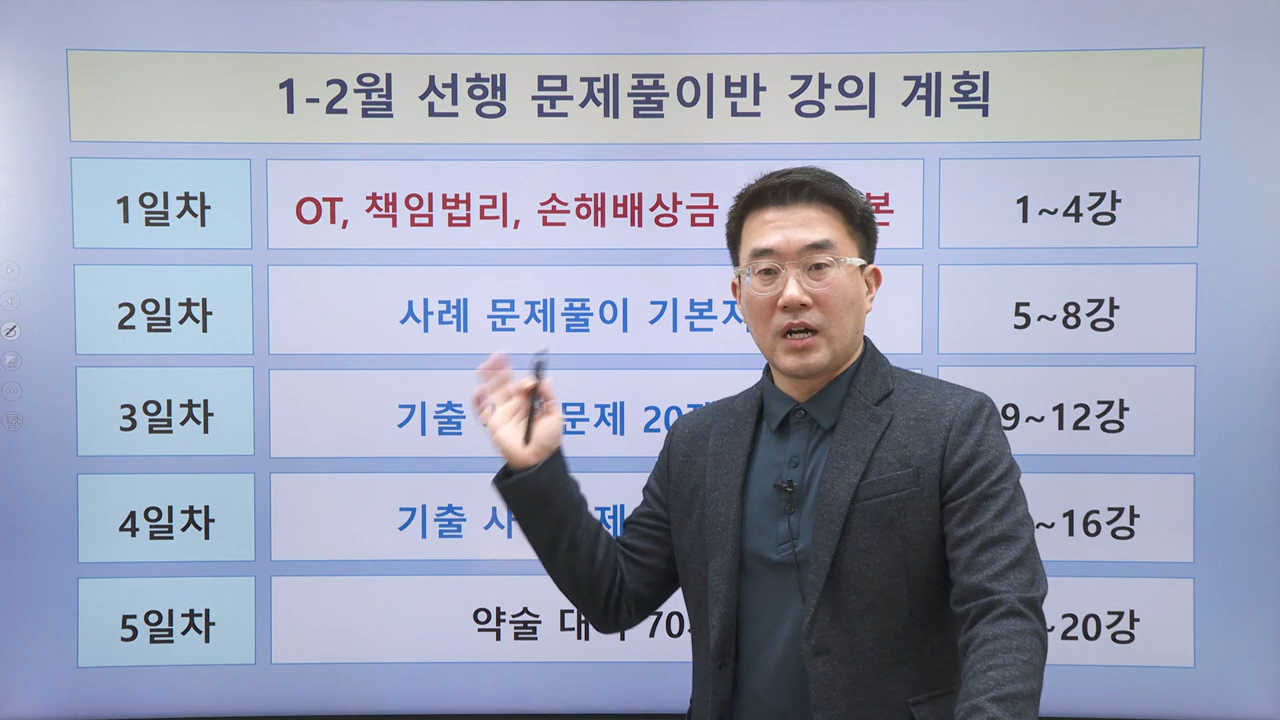 1-2월 선행 문제풀이반 강의 계획
1일차 OT, 책임법리, 손해배상금 1~4강
2일차 사례 문제풀이 5~8강
3일차 기출 문제 9~12강
4일차 기출 ~16강
5일차 약술 ~20강